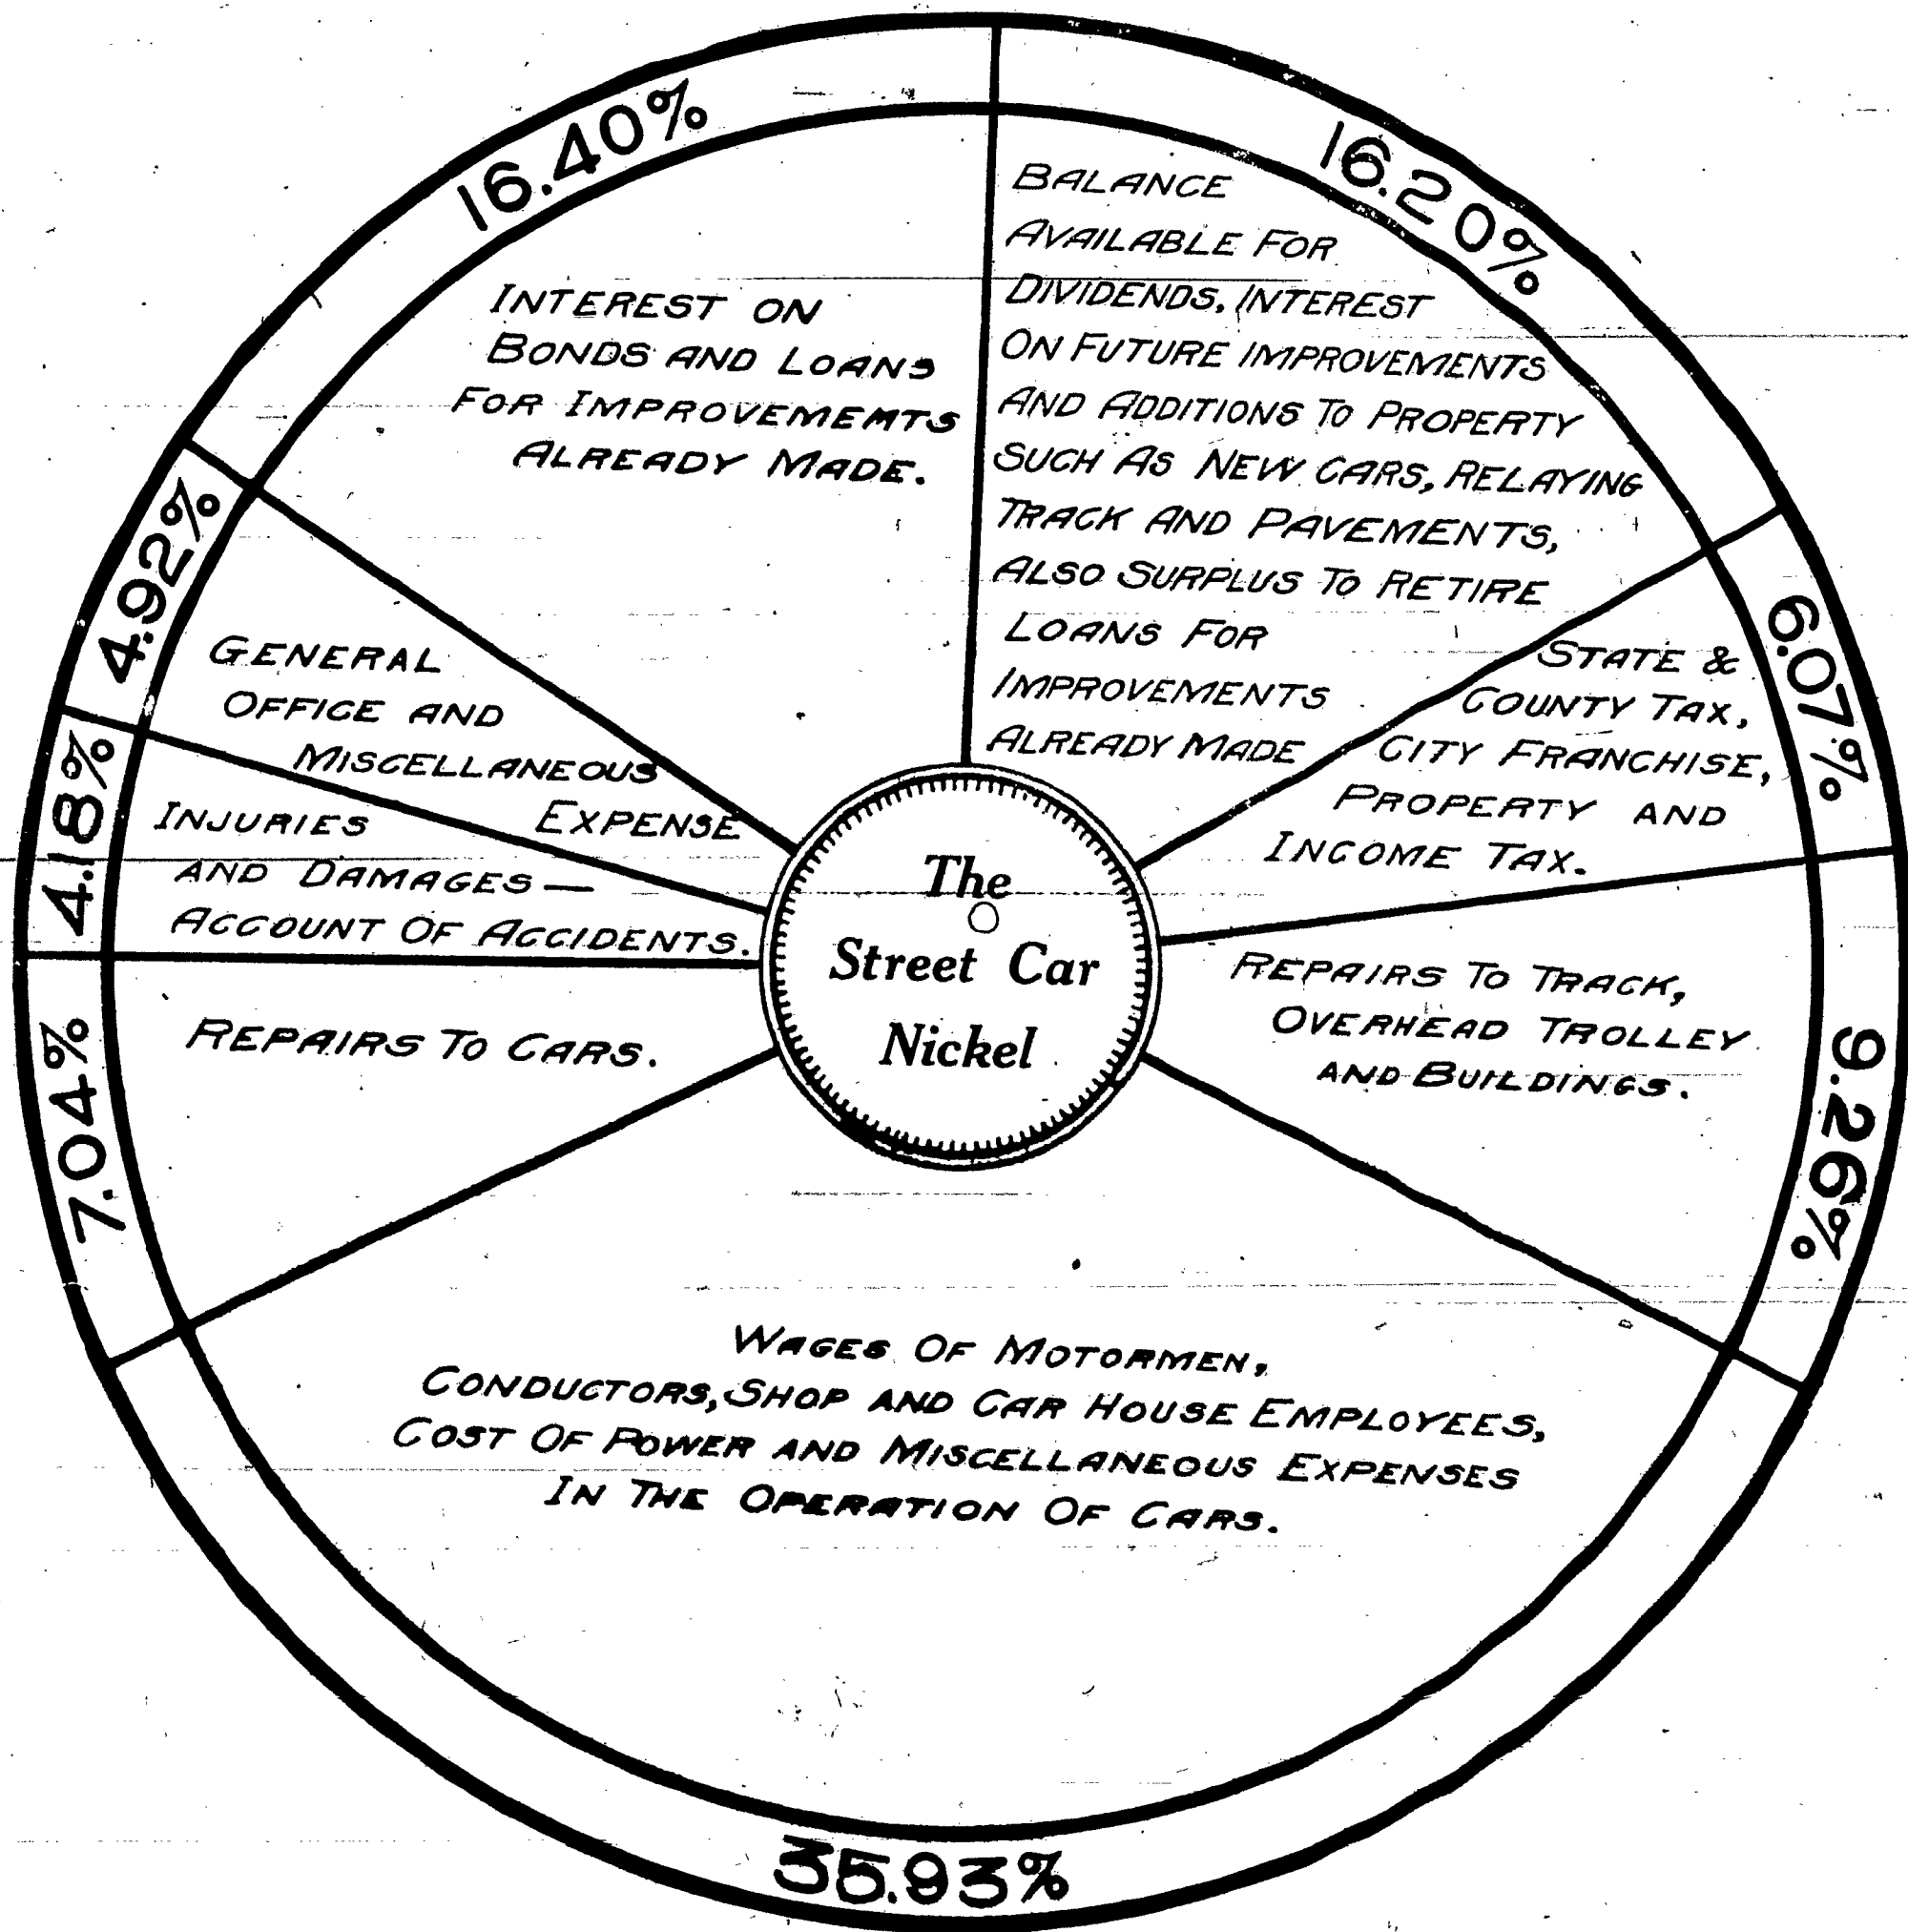 16.40%
INTEREST ON
BONDS AND LOANS
FOR IMPROVEMEMTS
ALREADY MADE.
16.20%
BALANCE
AVAILABLE FOR
DIVIDENDS, INTEREST
ON FUTURE IMPROVEMENTS
AND ADDITIONS TO PROPERTY
SUCH AS NEW CARS, RELAYING
TRACK AND PAVEMENTS,
ALSO SURPLUS TO RETIRE
LOANS FOR
IMPROVEMENTS
ALREADY MADE
6.07%
STATE &
COUNTY TAX,
CITY FRANCHISE,
PROPERTY AND
INCOME TAX.
9.26%
REPAIRS TO TRACK,
OVERHEAD TROLLEY
AND BUILDINGS.
35.93%
WAGES OF MOTORMEN,
CONDUCTORS, SHOP AND CAR HOUSE EMPLOYEES,
COST OF POWER AND MISCELLANEOUS EXPENSES
IN THE OPERATION OF CARS.
7.04%
REPAIRS TO CARS.
4.18%
INJURIES
AND DAMAGES—
ACCOUNT OF ACCIDENTS.
4.92%
GENERAL
OFFICE AND
MISCELLANEOUS
EXPENSE
The
Street Car
Nickel